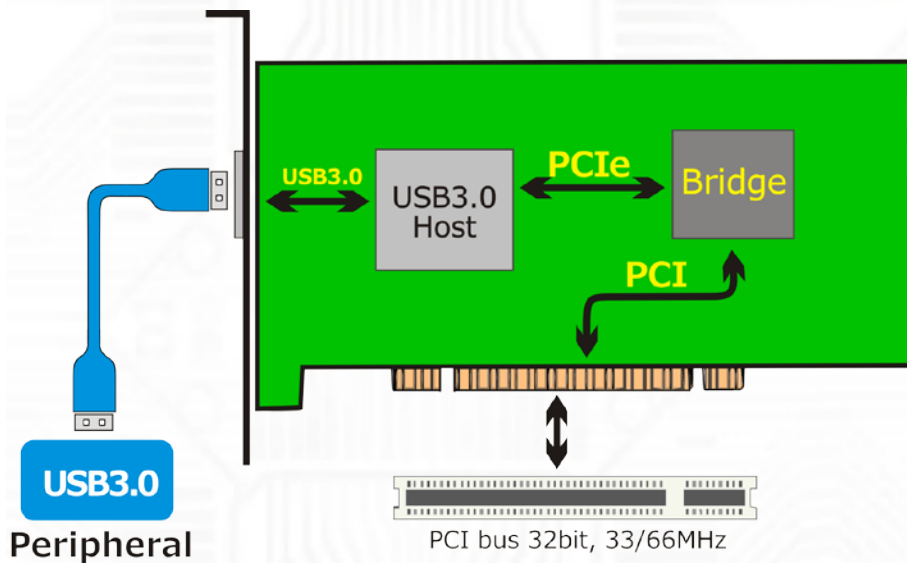 USB3.0
USB3.0
Host
PCIe
Bridge
PCI
USB3.0
Peripheral
PCI bus 32bit, 33/66MHz